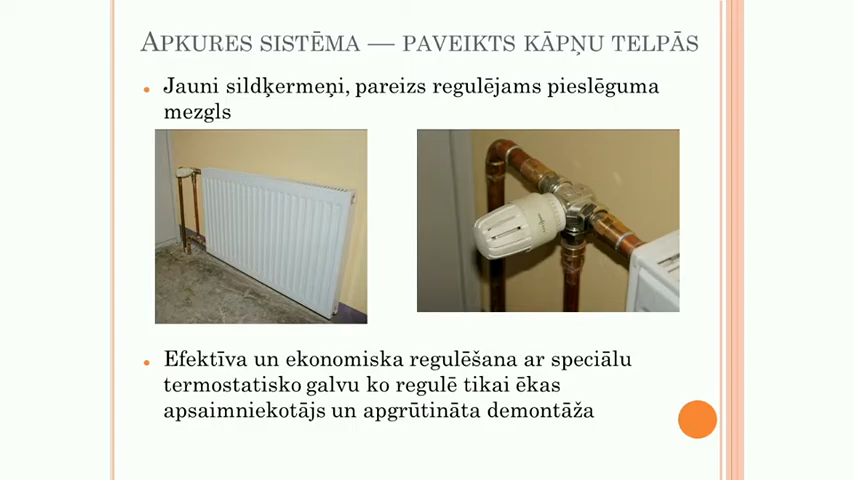 APKURES SISTĒMA — PAVEIKTS KĀPŅU TELPĀS
Jauni sildķermeņi, pareizs regulējams pieslēguma
mezgls
Efektīva un ekonomiska regulēšana ar speciālu
termostatisko galvu ko regulē tikai ēkas
apsaimniekotājs un apgrūtināta demontāža